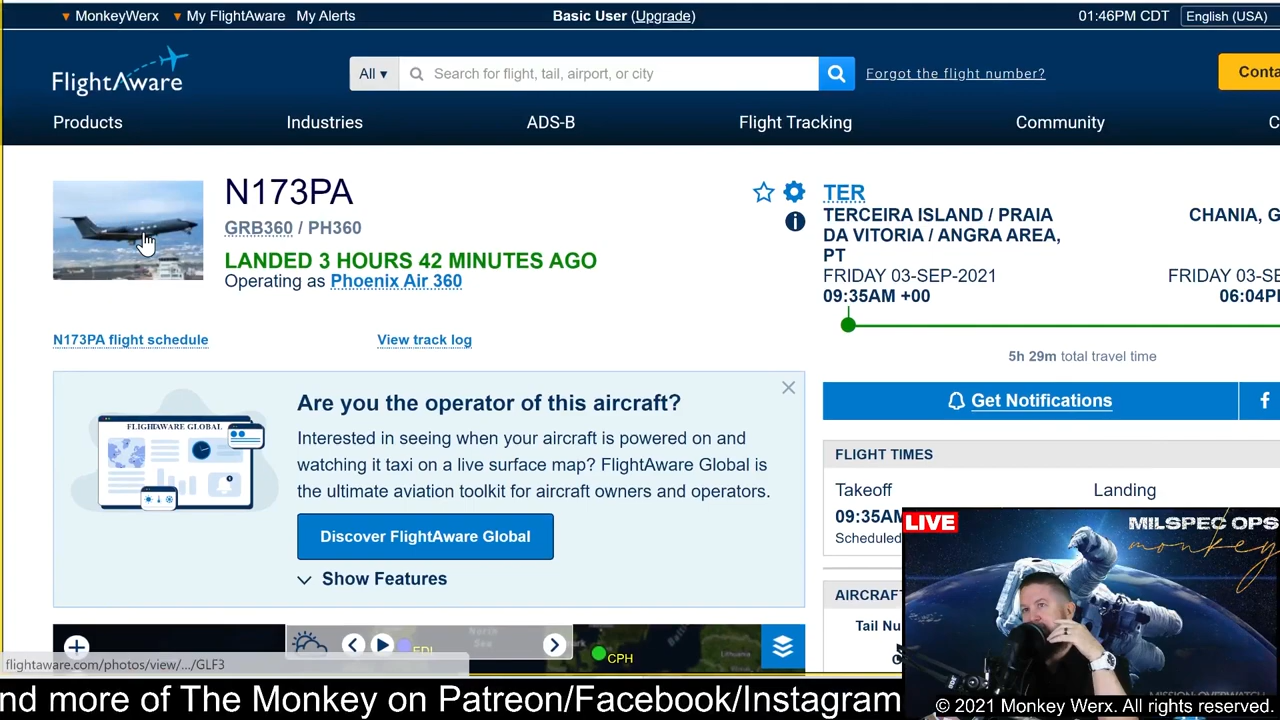 MonkeyWerx My FlightAware My Alerts Basic User (Upgrade) 01:46PM CDT English (USA)
FlightAware All ▾ Search for flight, tail, airport, or city Forgot the flight number? Conta
Products Industries ADS-B Flight Tracking Community C
N173PA
GRB360 / PH360
LANDED 3 HOURS 42 MINUTES AGO
Operating as Phoenix Air 360
N173PA flight schedule View track log
TER
TERCEIRA ISLAND / PRAIA
DA VITORIA / ANGRA AREA,
PT
FRIDAY 03-SEP-2021
09:35AM +00
CHANIA, G
FRIDAY 03-SE
06:04P
5h 29m total travel time
Get Notifications f
FLIGHT TIMES
Takeoff Landing
09:35AM
Scheduled
AIRCRAF
Tail Nu
FLIGHTAWARE GLOBAL
Are you the operator of this aircraft?
Interested in seeing when your aircraft is powered on and
watching it taxi on a live surface map? FlightAware Global is
the ultimate aviation toolkit for aircraft owners and operators.
Discover FlightAware Global
Show Features
EDI
North
Sea
CPH
Lithuania
flightaware.com/photos/view/.../GLF3
LIVE
MILSPEC OPS
monkey
MISSION: OVERWATCH
nd more of The Monkey on Patreon/Facebook/Instagram
© 2021 Monkey Werx. All rights reserved.